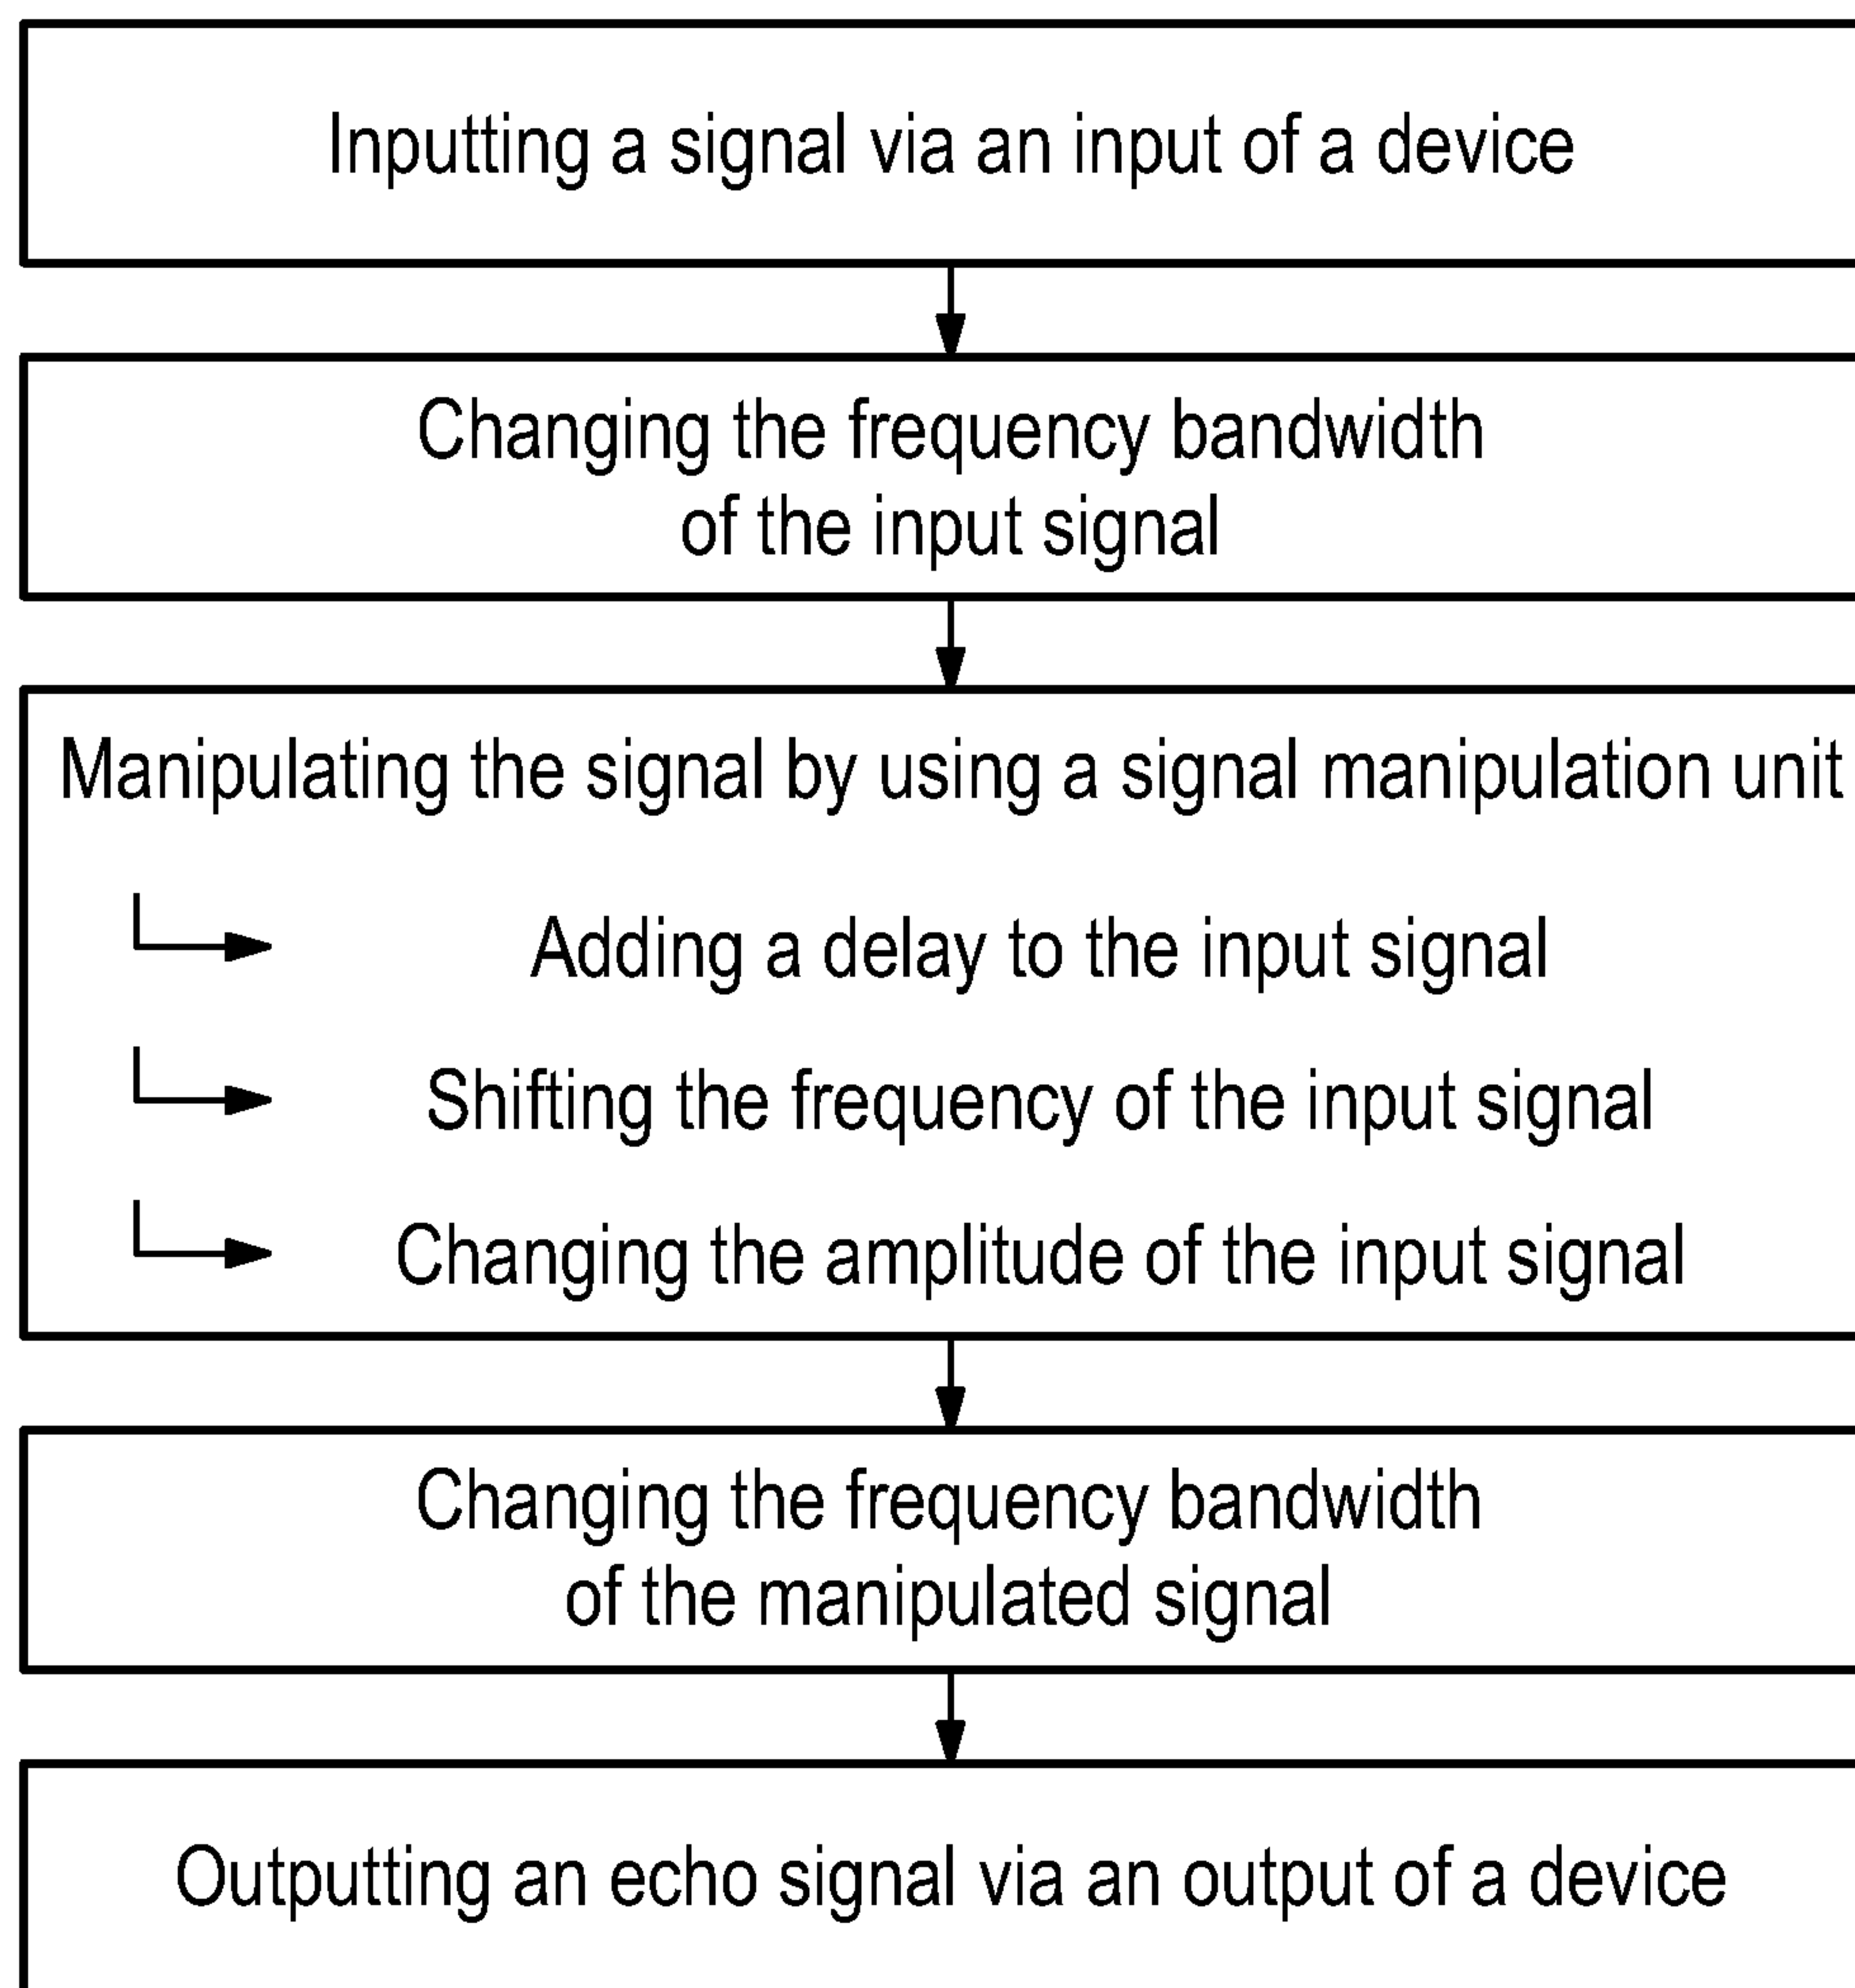 Inputting a signal via an input of a device
Changing the frequency bandwidth
of the input signal
Manipulating the signal by using a signal manipulation unit
Adding a delay to the input signal
Shifting the frequency of the input signal
Changing the amplitude of the input signal
Changing the frequency bandwidth
of the manipulated signal
Outputting an echo signal via an output of a device